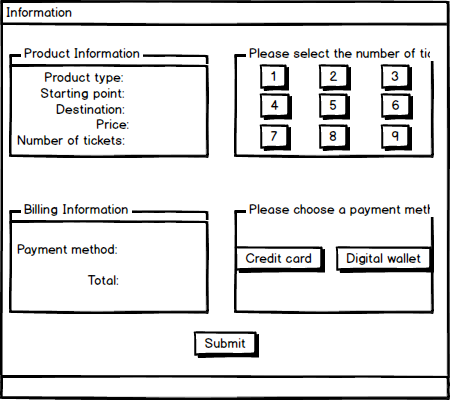 Information
Product Information
Product type:
Starting point:
Destination:
Price:
Number of tickets:
Please select the number of
1 2 3
4 5 6
7 8 9
Billing Information
Payment method:
Total:
Please choose a payment
Credit card Digital wallet
Submit